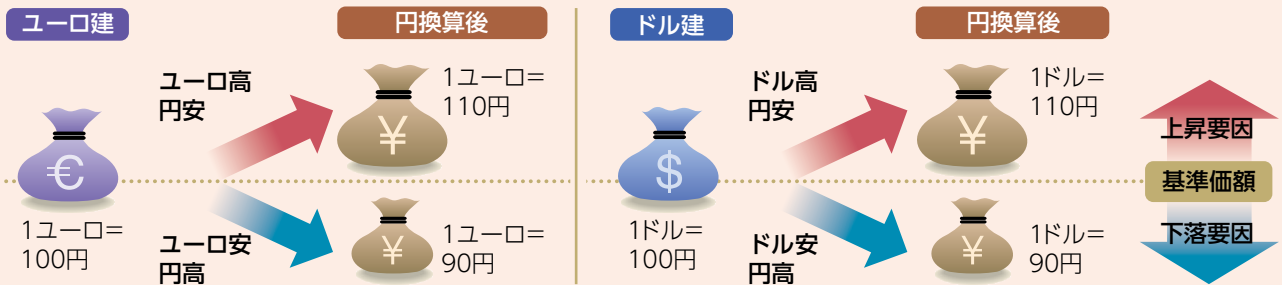 ユーロ建
円換算後
ユーロ高
円安
1ユーロ=
110円
¥
€
1ユーロ=
100円
ユーロ安
円高
¥
1ユーロ=
90円
ドル建
円換算後
ドル高
円安
1ドル=
110円
¥
$
1ドル=
100円
ドル安
円高
¥
1ドル=
90円
上昇要因
基準価額
下落要因